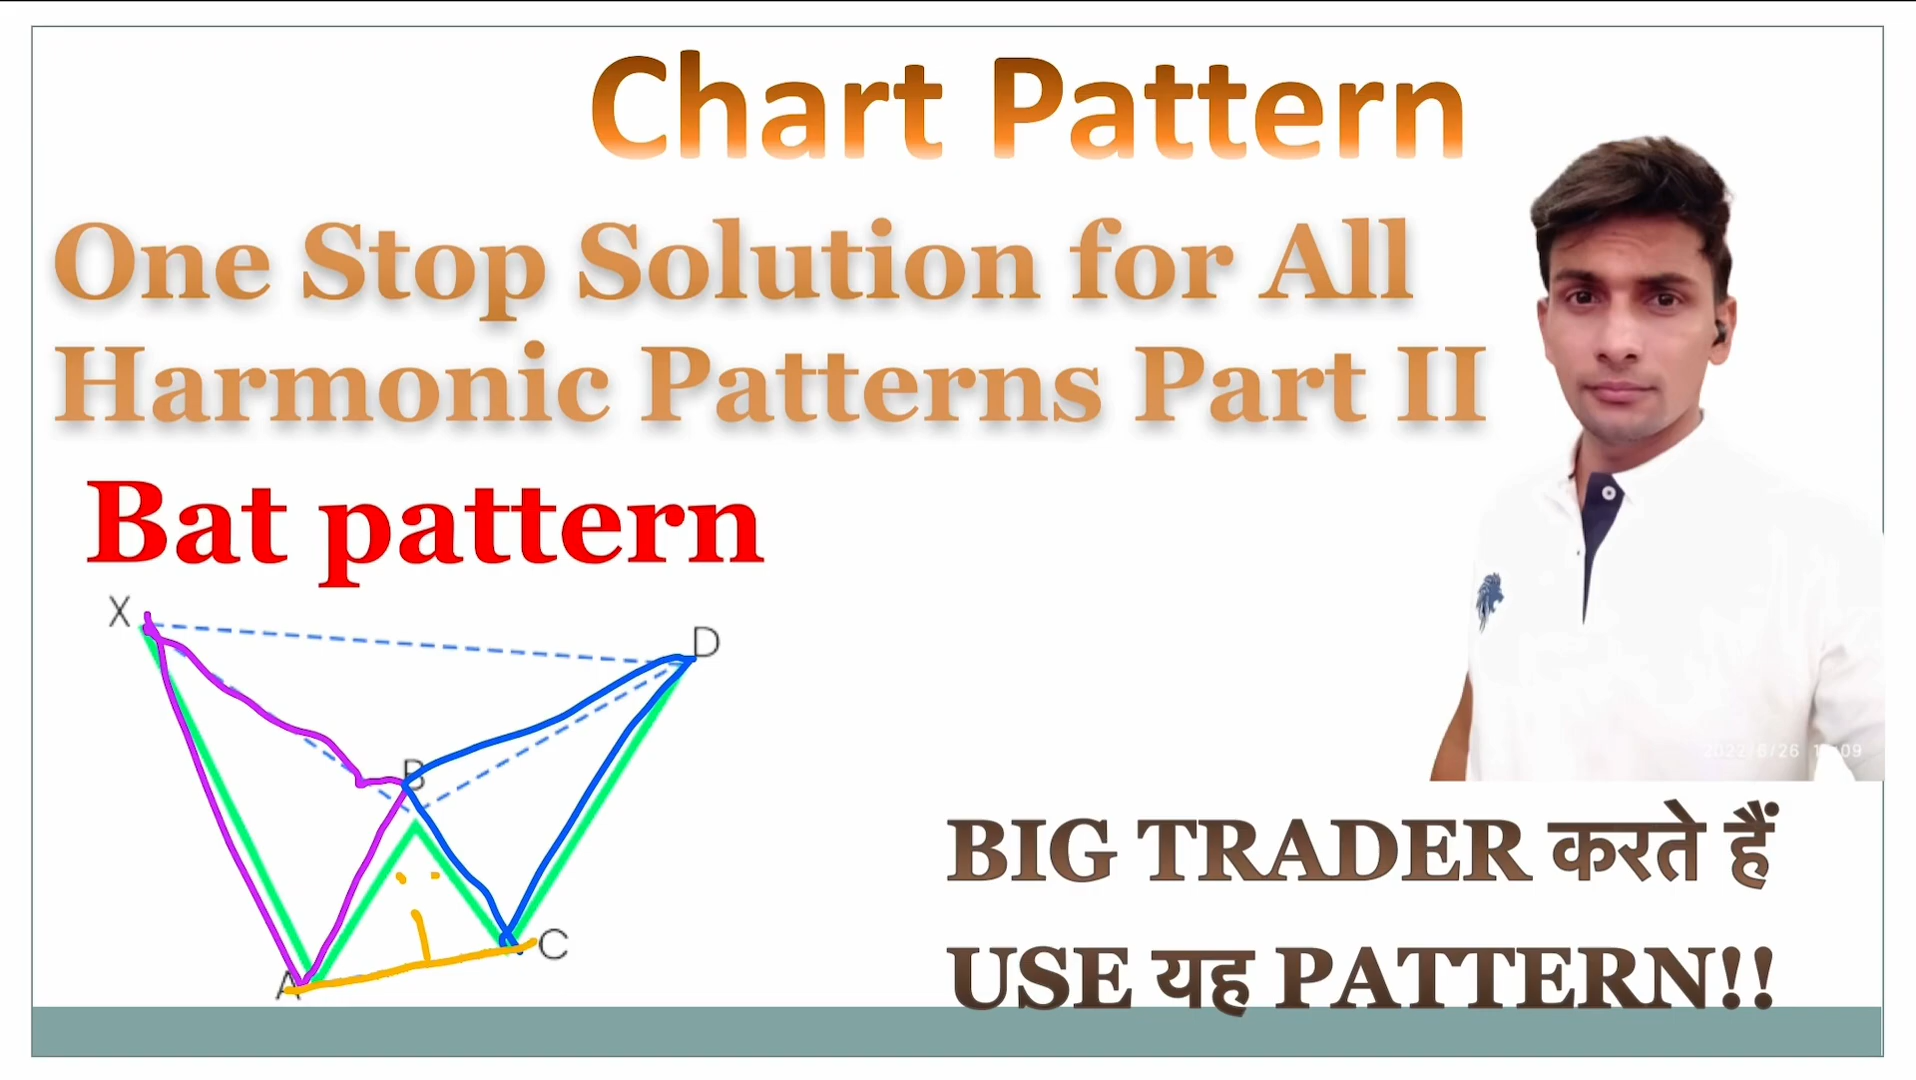 Chart Pattern
One Stop Solution for All
Harmonic Patterns Part II
Bat pattern
X
D
B
C
A
BIG TRADER करते हैं
USE यह PATTERN!!